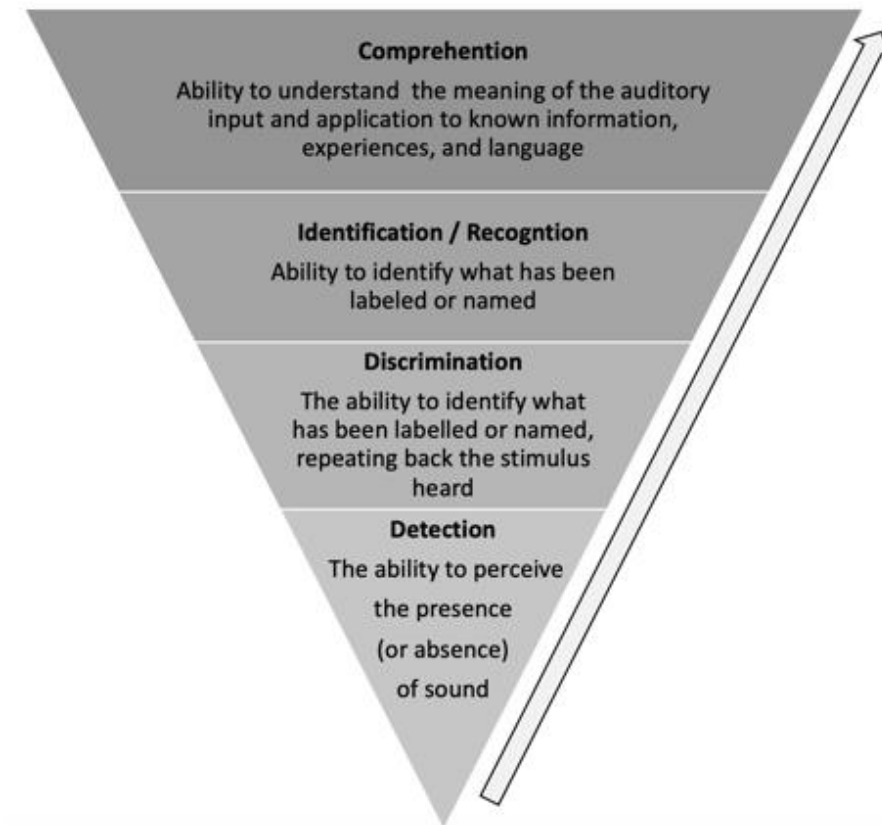 Comprehention
Ability to understand the meaning of the auditory
input and application to known information,
experiences, and language
Identification / Recogntion
Ability to identify what has been
labeled or named
Discrimination
The ability to identify what
has been labelled or named,
repeating back the stimulus
heard
Detection
The ability to perceive
the presence
(or absence)
of sound